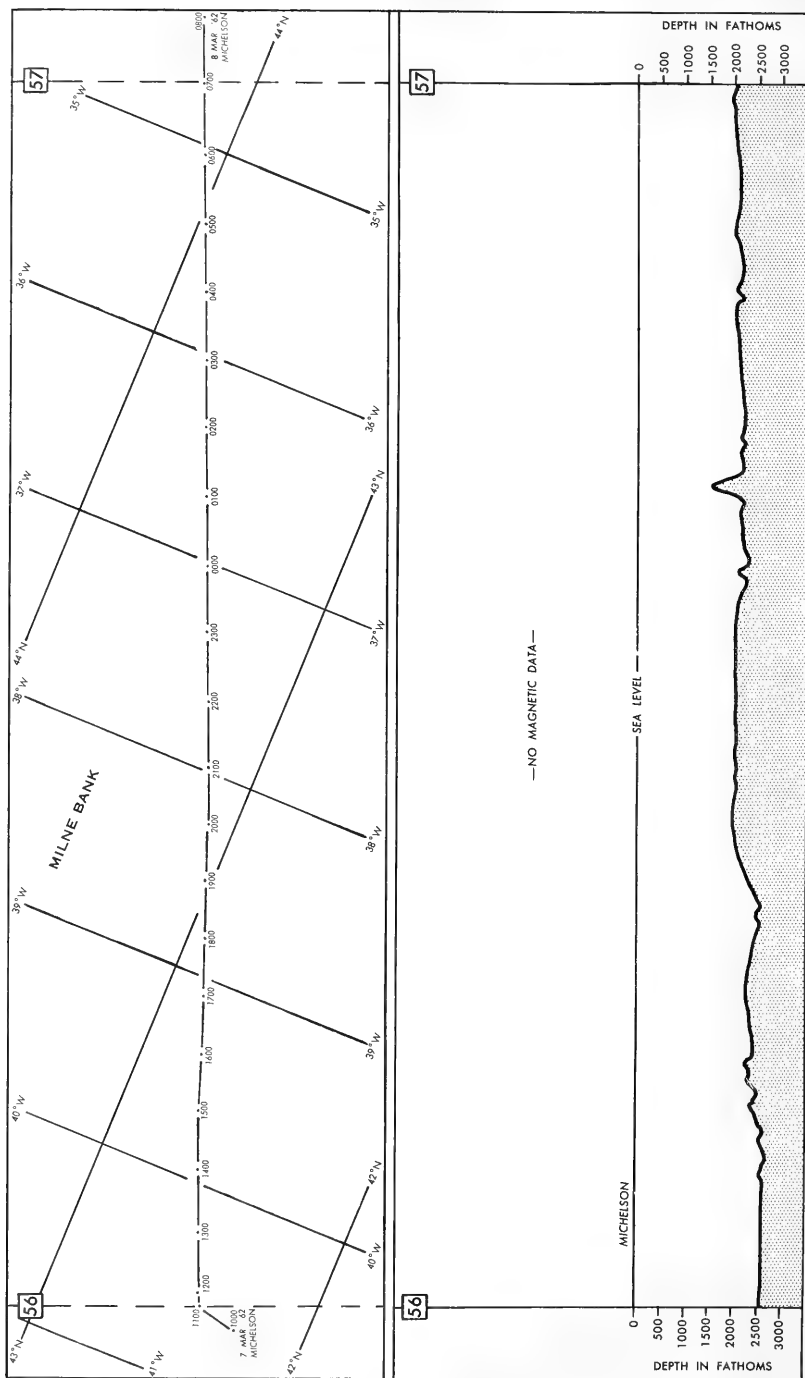 56
57
43°N
41°W
42°N
40°W
39°W
38°W
44°N
37°W
36°W
35°W
MILNE BANK
7 MAR '62
MICHELSON
1000
1100
1200
1300
1400
1500
1600
1700
1800
1900
2000
2100
2200
2300
0000
0100
0200
0300
0400
0500
0600
0700
0800
8 MAR '62
MICHELSON
44°N
40°W
42°N
39°W
38°W
37°W
43°N
36°W
35°W
56
57
—NO MAGNETIC DATA—
MICHELSON
SEA LEVEL
0
500
1000
1500
2000
2500
3000
DEPTH IN FATHOMS
0
500
1000
1500
2000
2500
3000
DEPTH IN FATHOMS